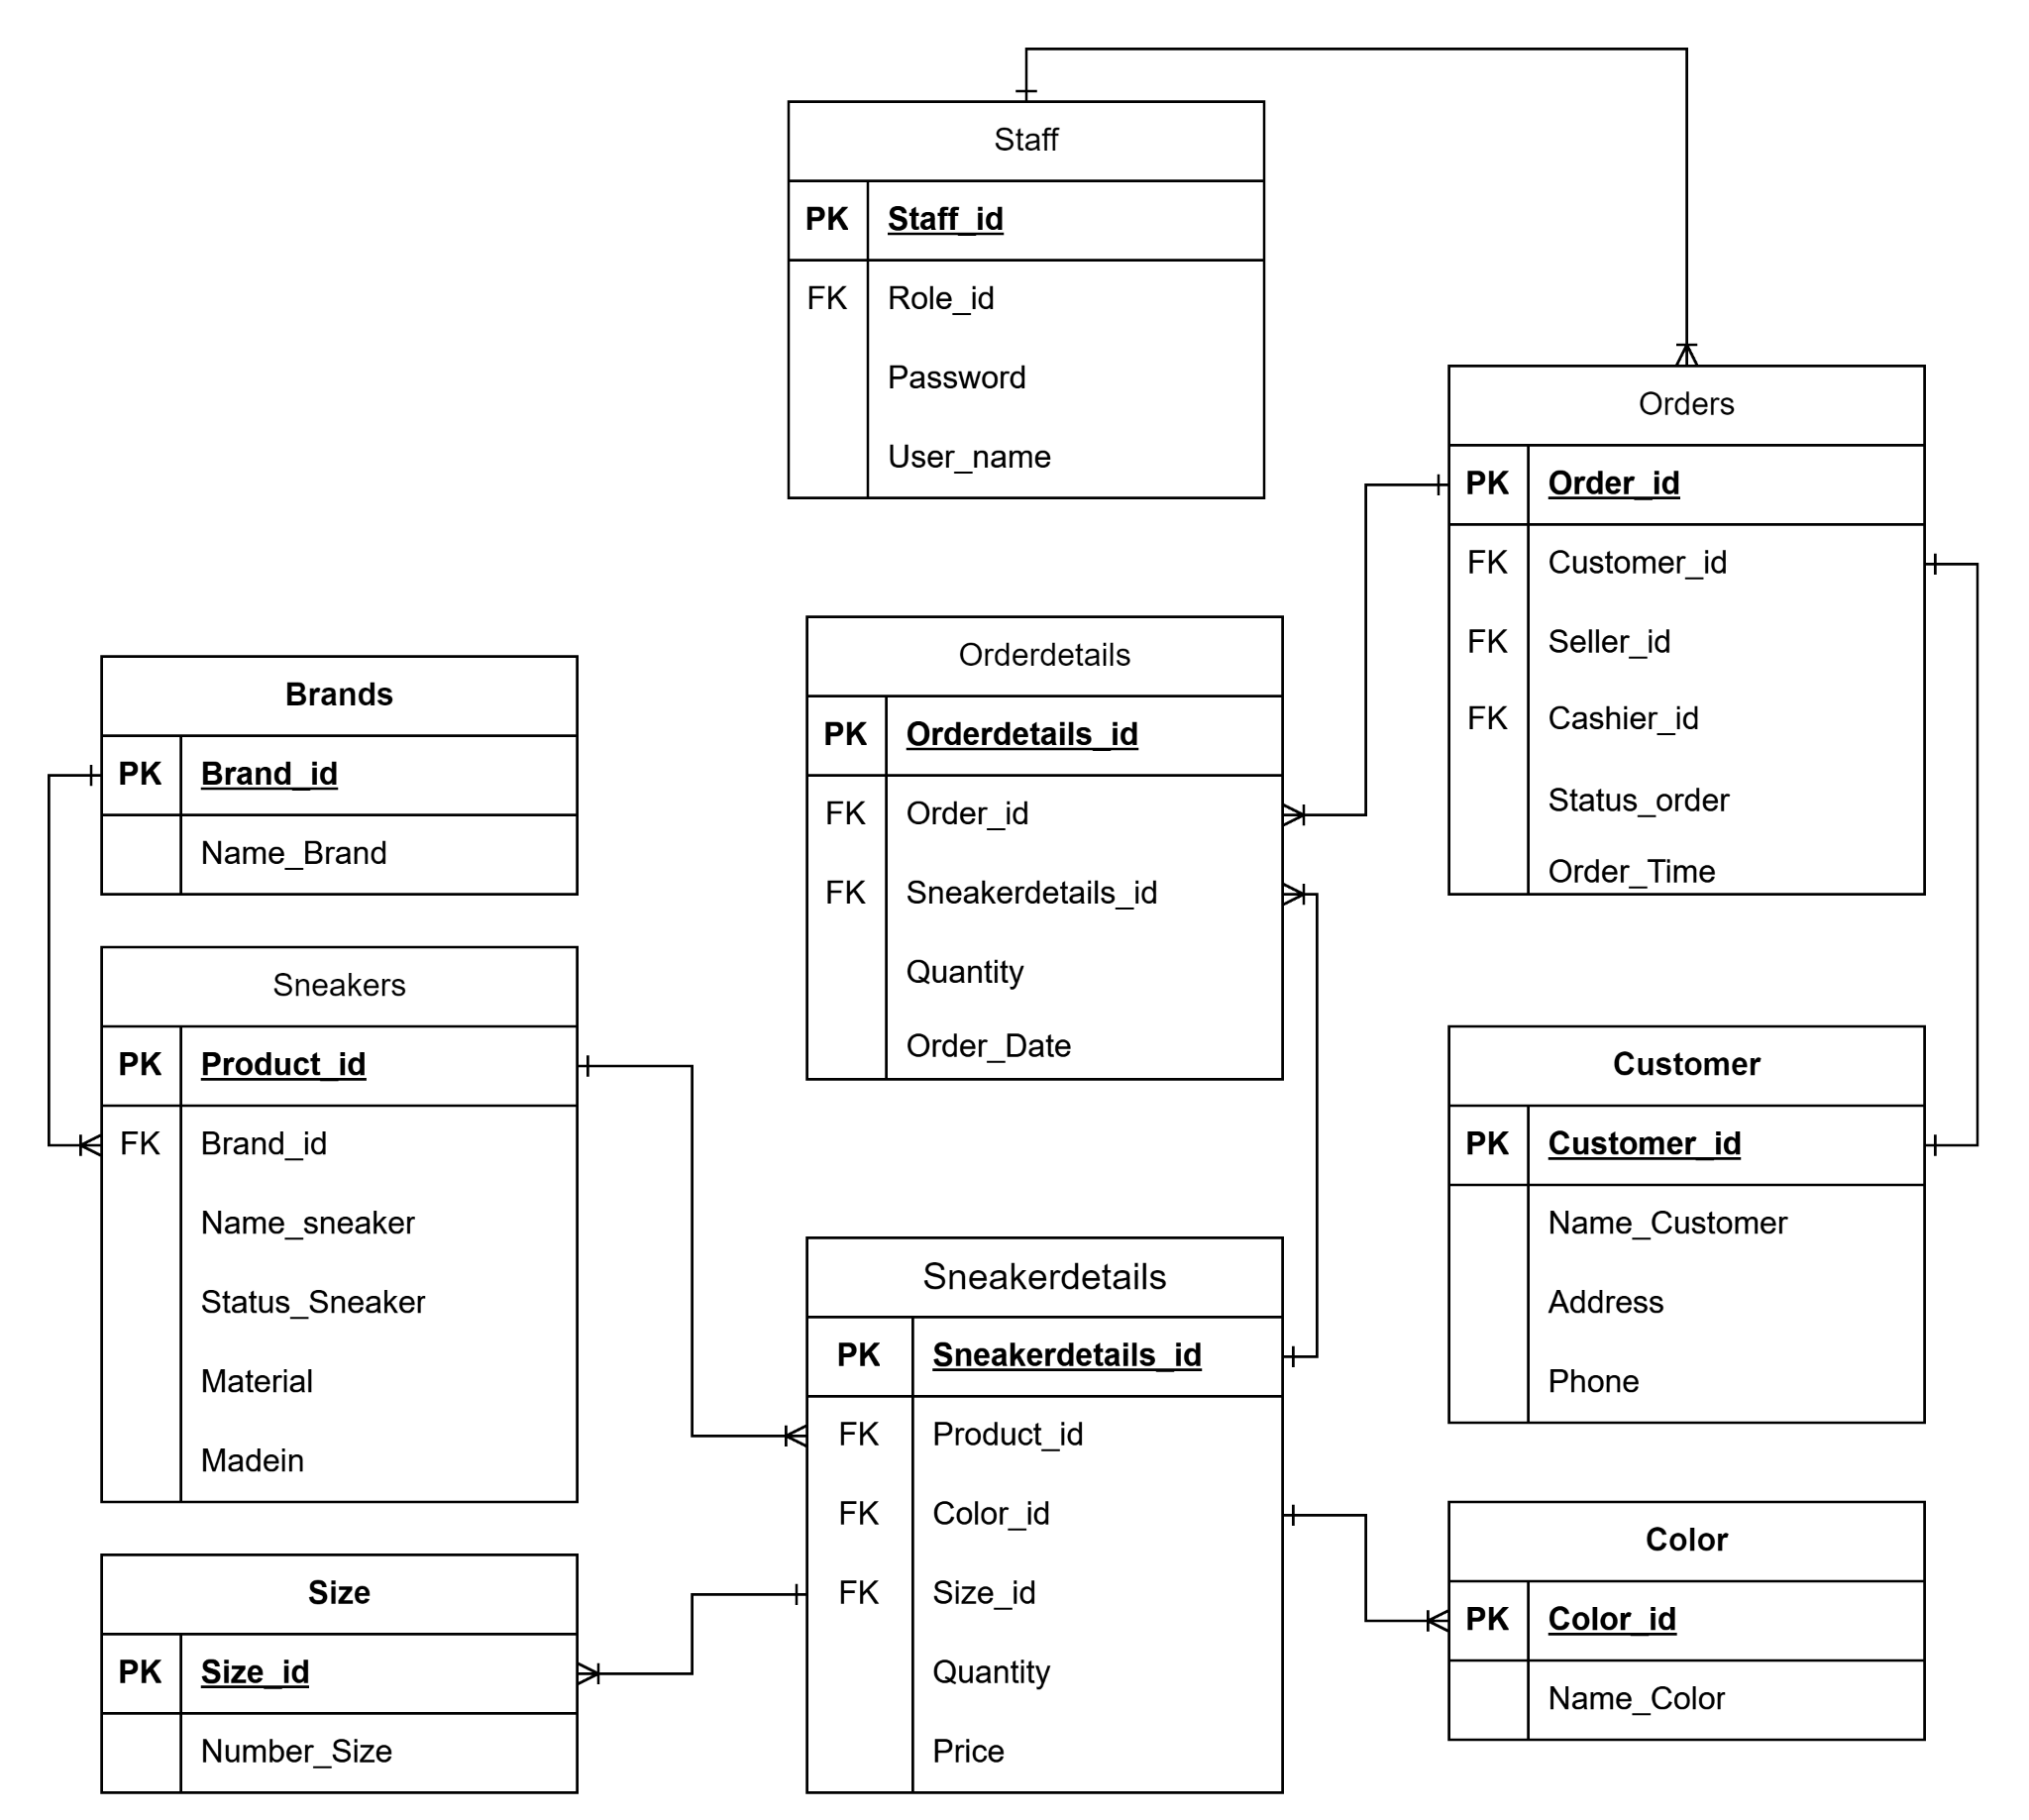 Staff
PK Staff_id
FK Role_id
Password
User_name
Orders
PK Order_id
FK Customer_id
FK Seller_id
FK Cashier_id
Status_order
Order_Time
Orderdetails
PK Orderdetails_id
FK Order_id
FK Sneakerdetails_id
Quantity
Order_Date
Brands
PK Brand_id
Name_Brand
Sneakers
PK Product_id
FK Brand_id
Name_sneaker
Status_Sneaker
Material
Madein
Customer
PK Customer_id
Name_Customer
Address
Phone
Sneakerdetails
PK Sneakerdetails_id
FK Product_id
FK Color_id
FK Size_id
Quantity
Price
Color
PK Color_id
Name_Color
Size
PK Size_id
Number_Size